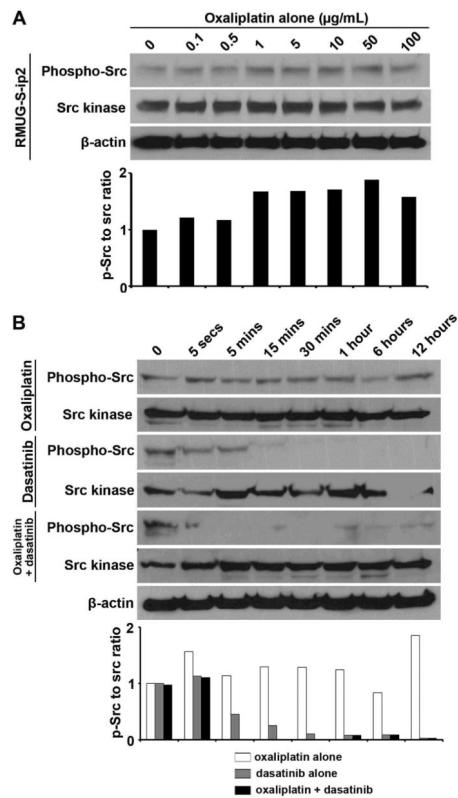 A
Oxaliplatin alone (µg/mL)
0 0.1 0.5 1 5 10 50 100
RMUG-S-ip2
Phospho-Src
Src kinase
β-actin
p-Src to src ratio
2
1
0
B
0 5 secs 5 mins 15 mins 30 mins 1 hour 6 hours 12 hours
Oxaliplatin
Phospho-Src
Src kinase
Dasatinib
Phospho-Src
Src kinase
Oxaliplatin
+ dasatinib
Phospho-Src
Src kinase
β-actin
p-Src to src ratio
2
1
0
oxaliplatin alone
dasatinib alone
oxaliplatin + dasatinib